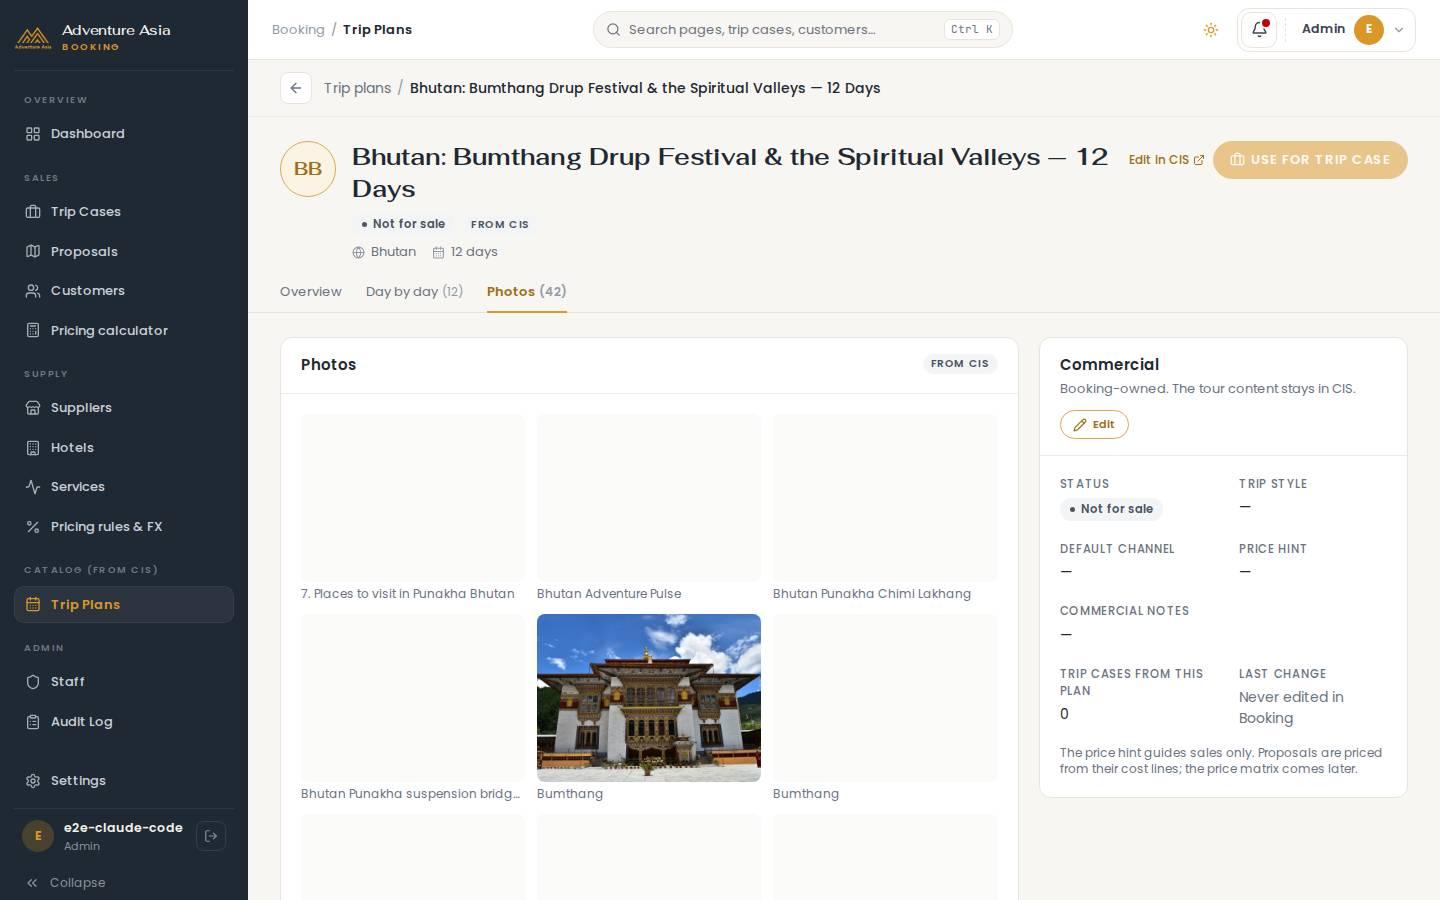 Adventure Asia
BOOKING
Adventure Asia
OVERVIEW
Dashboard
SALES
Trip Cases
Proposals
Customers
Pricing calculator
SUPPLY
Suppliers
Hotels
Services
Pricing rules & FX
CATALOG (FROM CIS)
Trip Plans
ADMIN
Staff
Audit Log
Settings
E
e2e-claude-code
Admin
Collapse
Booking / Trip Plans
Search pages, trip cases, customers…
Ctrl K
Admin
E
Trip plans / Bhutan: Bumthang Drup Festival & the Spiritual Valleys — 12 Days
BB
Bhutan: Bumthang Drup Festival & the Spiritual Valleys — 12
Days
Edit in CIS
USE FOR TRIP CASE
Not for sale
FROM CIS
Bhutan
12 days
Overview
Day by day (12)
Photos (42)
Photos
FROM CIS
7. Places to visit in Punakha Bhutan
Bhutan Adventure Pulse
Bhutan Punakha Chimi Lakhang
Bhutan Punakha suspension bridg…
Bumthang
Bumthang
Commercial
Booking-owned. The tour content stays in CIS.
Edit
STATUS
Not for sale
TRIP STYLE
—
DEFAULT CHANNEL
—
PRICE HINT
—
COMMERCIAL NOTES
—
TRIP CASES FROM THIS
PLAN
0
LAST CHANGE
Never edited in
Booking
The price hint guides sales only. Proposals are priced
from their cost lines; the price matrix comes later.